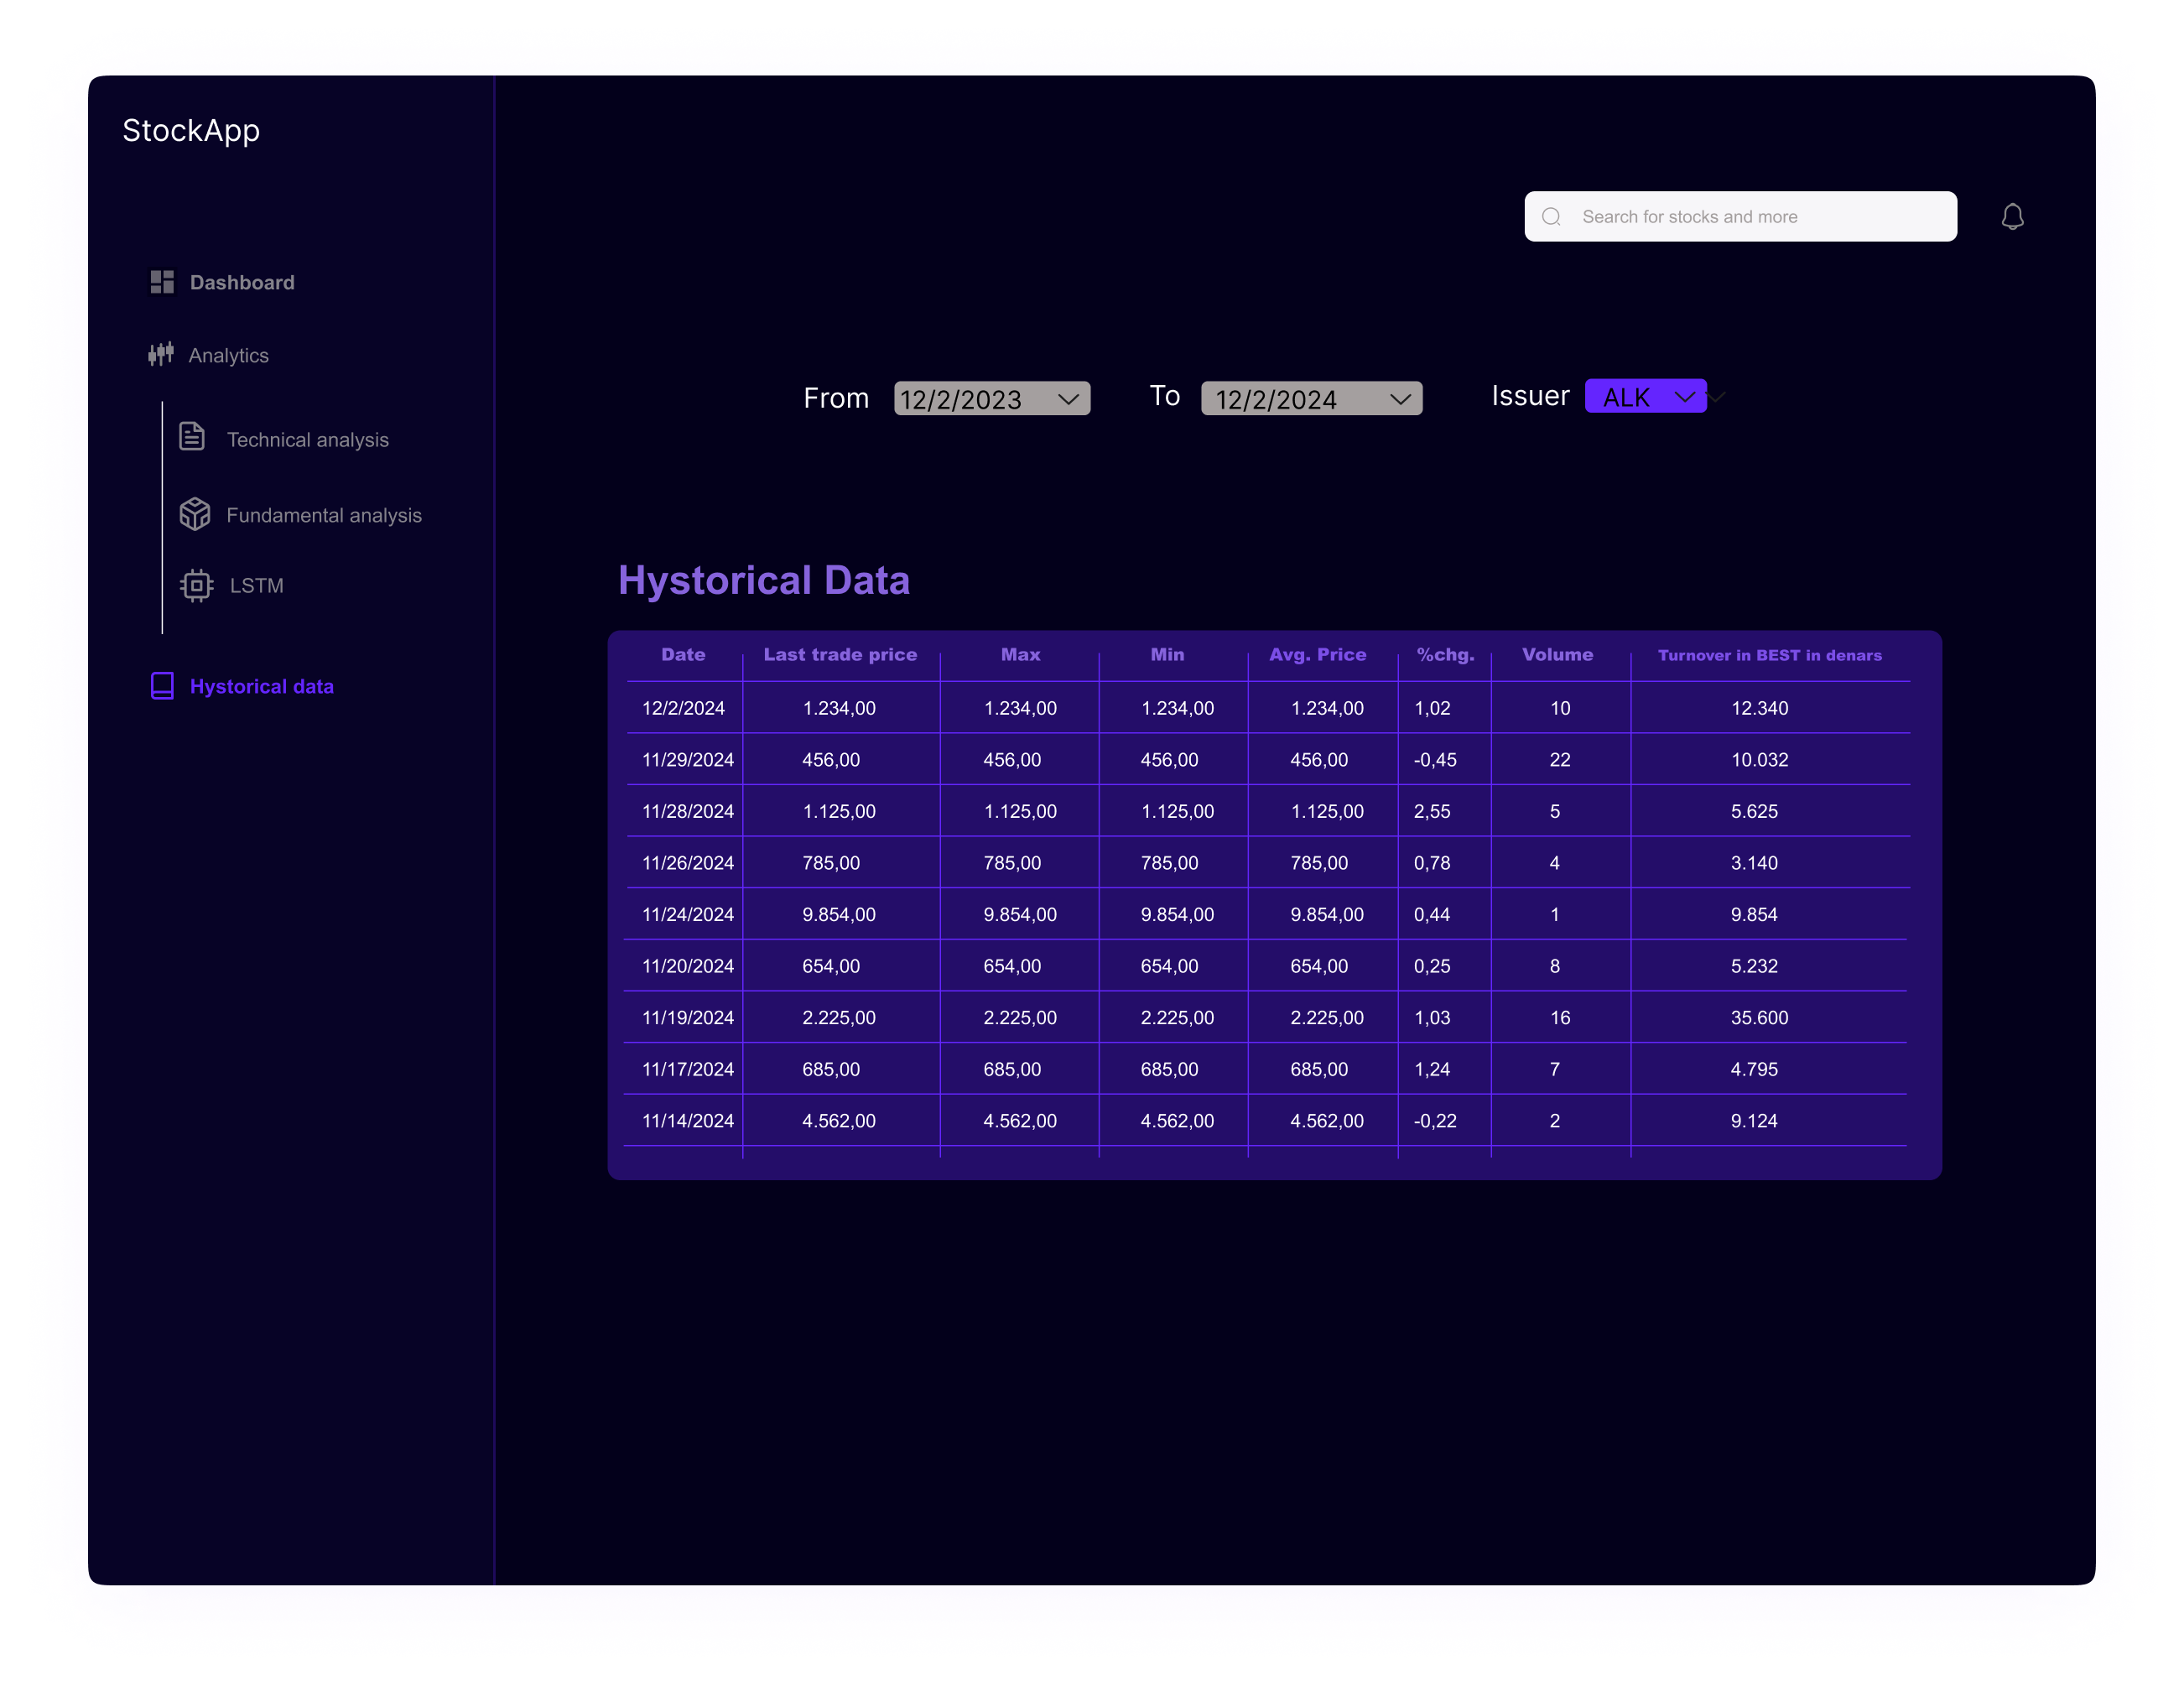 StockApp
Search for stocks and more
Dashboard
Analytics
Technical analysis
Fundamental analysis
LSTM
Hystorical data
From 12/2/2023 To 12/2/2024 Issuer ALK
Hystorical Data
Date Last trade price Max Min Avg. Price %chg. Volume Turnover in BEST in denars
12/2/2024 1.234,00 1.234,00 1.234,00 1.234,00 1,02 10 12.340
11/29/2024 456,00 456,00 456,00 456,00 -0,45 22 10.032
11/28/2024 1.125,00 1.125,00 1.125,00 1.125,00 2,55 5 5.625
11/26/2024 785,00 785,00 785,00 785,00 0,78 4 3.140
11/24/2024 9.854,00 9.854,00 9.854,00 9.854,00 0,44 1 9.854
11/20/2024 654,00 654,00 654,00 654,00 0,25 8 5.232
11/19/2024 2.225,00 2.225,00 2.225,00 2.225,00 1,03 16 35.600
11/17/2024 685,00 685,00 685,00 685,00 1,24 7 4.795
11/14/2024 4.562,00 4.562,00 4.562,00 4.562,00 -0,22 2 9.124